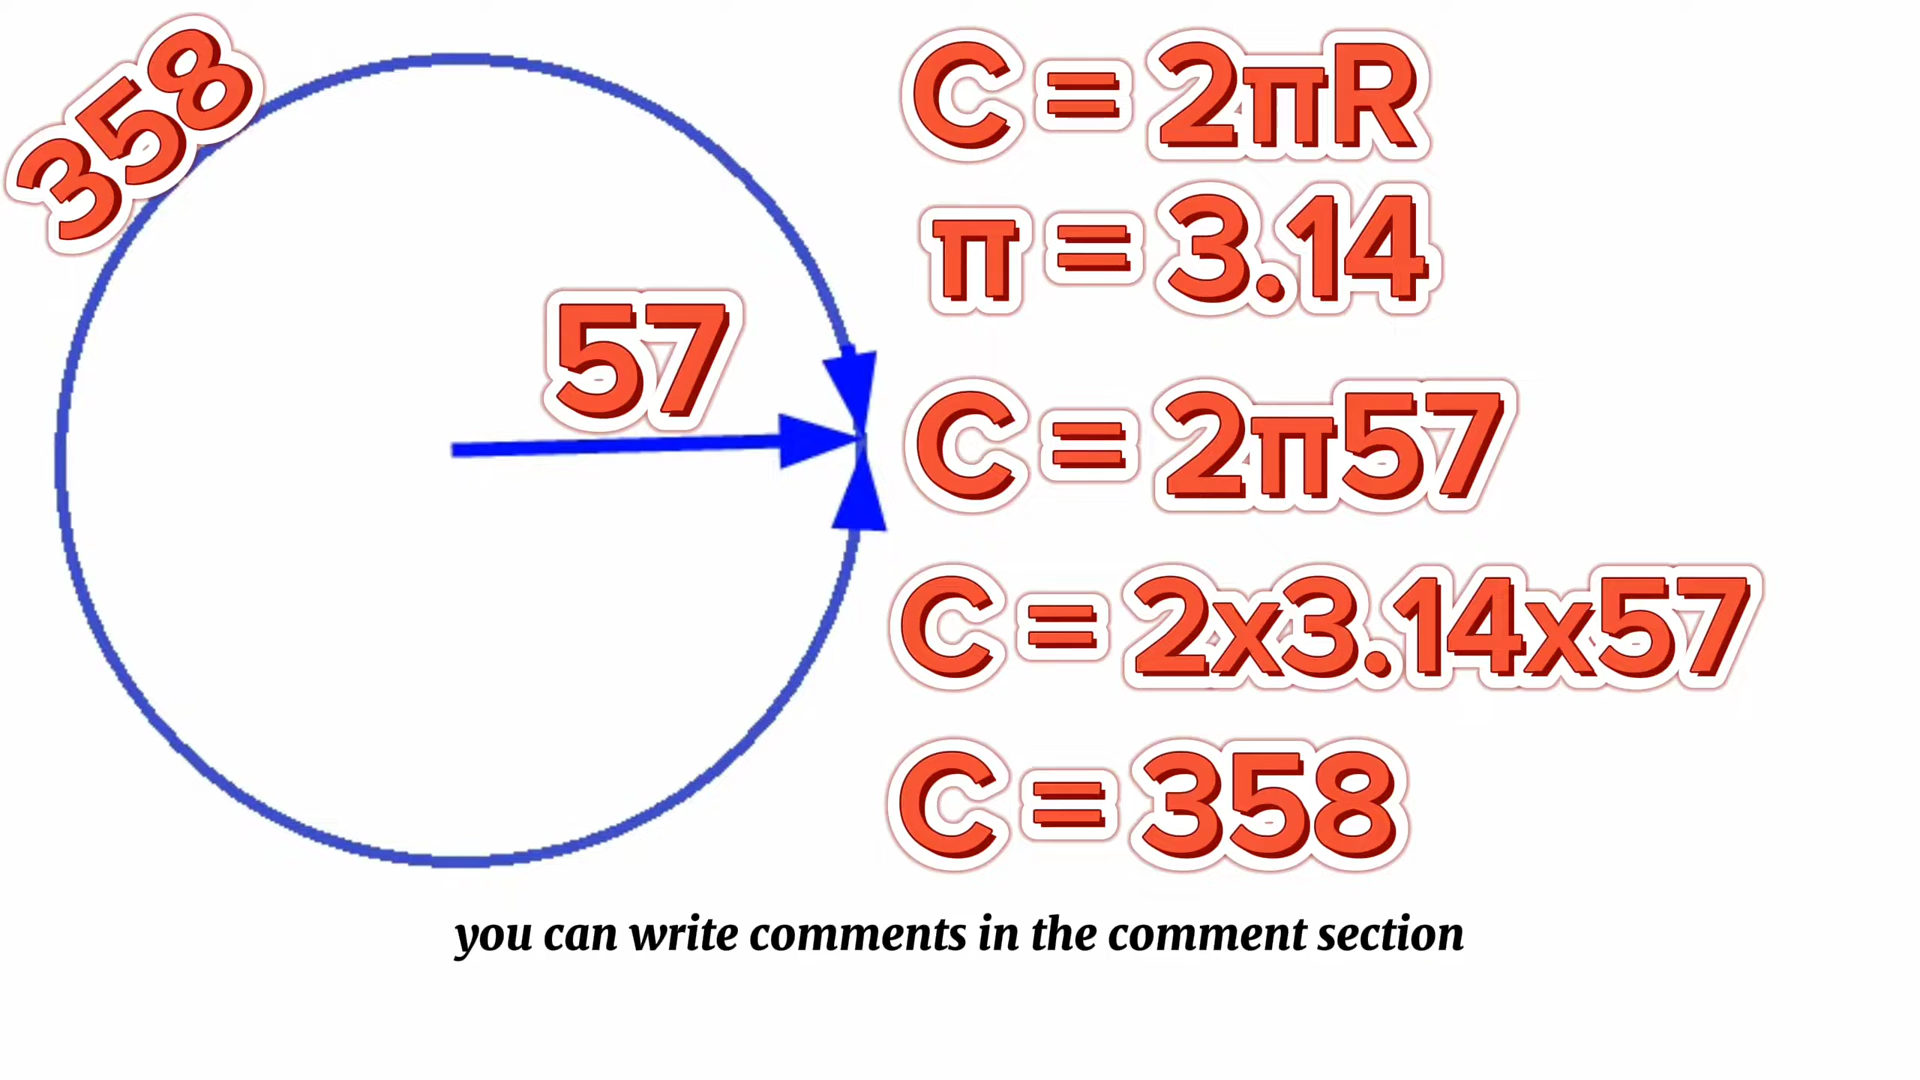 358
57
C = 2πR
π = 3.14
C = 2π57
C = 2x3.14x57
C = 358
you can write comments in the comment section